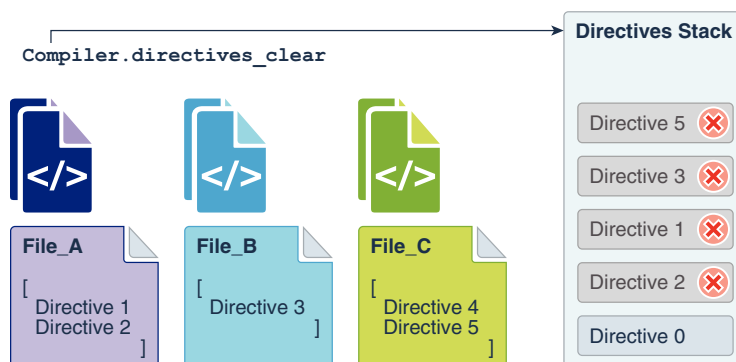 Compiler.directives_clear
Directives Stack
</>
</>
</>
File_A
[
Directive 1
Directive 2
]
File_B
[
Directive 3
]
File_C
[
Directive 4
Directive 5
]
Directive 5
Directive 3
Directive 1
Directive 2
Directive 0